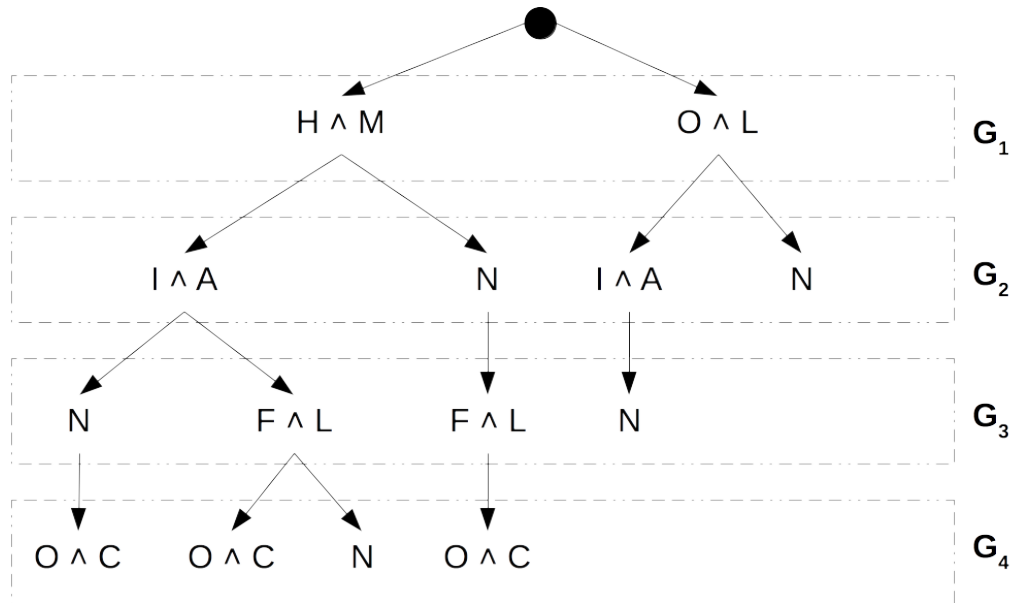 H ∧ M O ∧ L G₁
I ∧ A N I ∧ A N G₂
N F ∧ L F ∧ L N G₃
O ∧ C O ∧ C N O ∧ C G₄